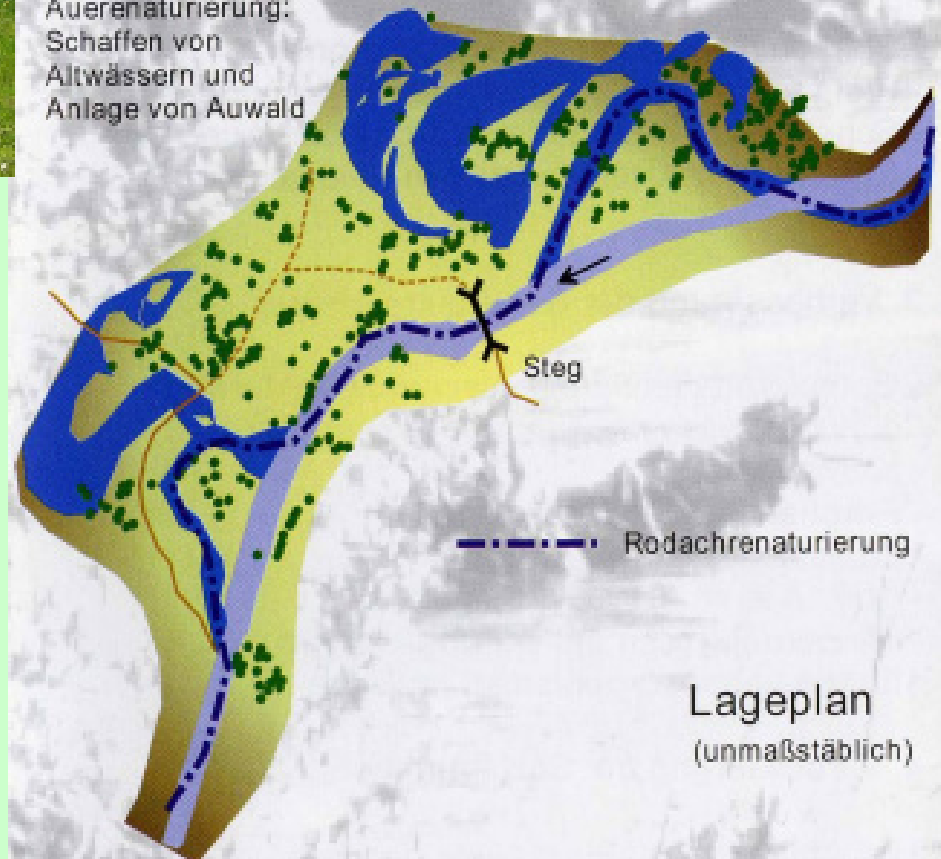 Auerenaturierung:
Schaffen von
Altwässern und
Anlage von Auwald
Steg
Rodachrenaturierung
Lageplan
(unmaßstäblich)